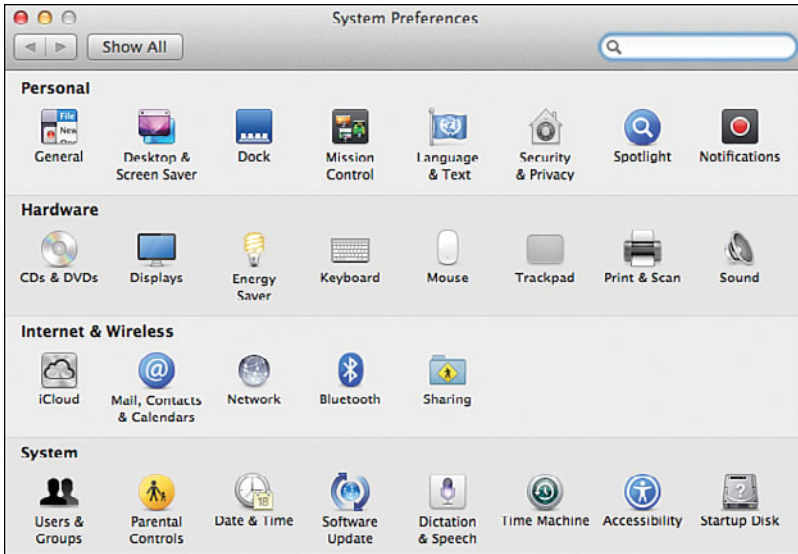 System Preferences
Show All
Personal
General
Desktop & Screen Saver
Dock
Mission Control
Language & Text
Security & Privacy
Spotlight
Notifications
Hardware
CDs & DVDs
Displays
Energy Saver
Keyboard
Mouse
Trackpad
Print & Scan
Sound
Internet & Wireless
iCloud
Mail, Contacts & Calendars
Network
Bluetooth
Sharing
System
Users & Groups
Parental Controls
Date & Time
18
Software Update
Dictation & Speech
Time Machine
Accessibility
Startup Disk